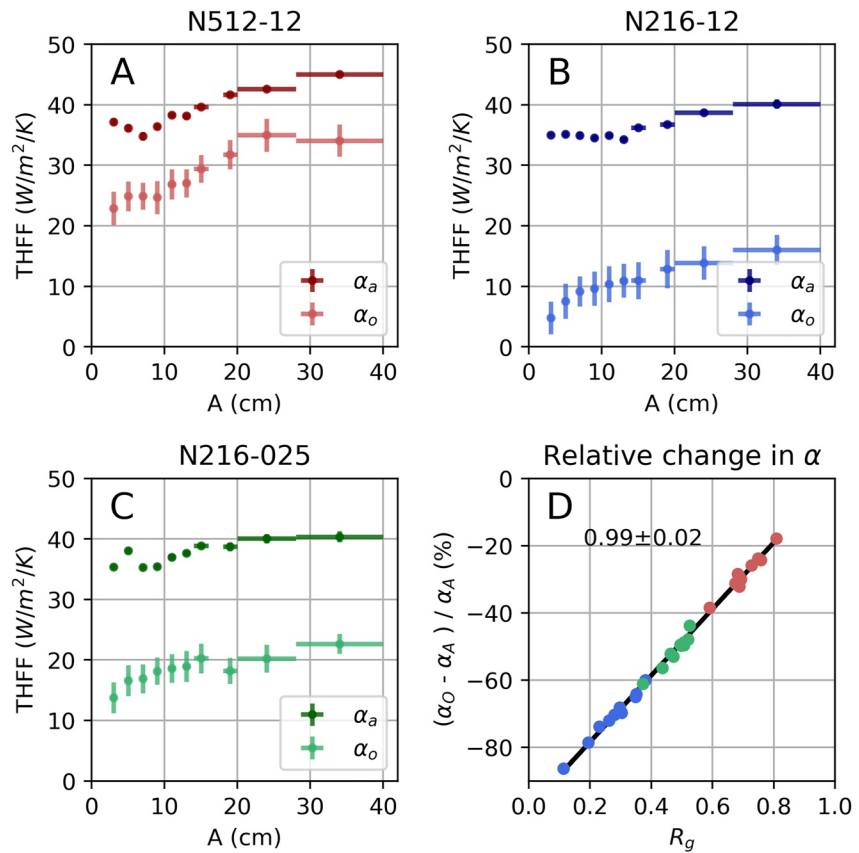 N512-12
A
THFF (W/m²/K)
50
40
30
20
10
0
0 10 20 30 40
A (cm)
αₐ
αₒ
N216-12
B
THFF (W/m²/K)
50
40
30
20
10
0
0 10 20 30 40
A (cm)
αₐ
αₒ
N216-025
C
THFF (W/m²/K)
50
40
30
20
10
0
0 10 20 30 40
A (cm)
αₐ
αₒ
Relative change in α
D
0.99±0.02
(α_O - α_A ) / α_A (%)
0
−20
−40
−60
−80
0.0 0.2 0.4 0.6 0.8 1.0
R_g